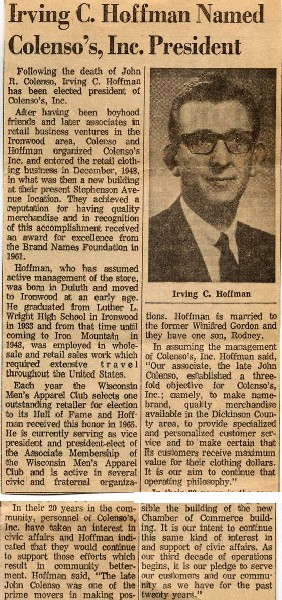 Irving C. Hoffman Named
Colenso's, Inc. President
Following the death of John
R. Colenso, Irving C. Hoffman
has been elected president of
Colenso's, Inc.
After having been boyhood
friends and later associates in
retail business ventures in the
Ironwood area, Colenso and
Hoffman organized Colenso's
Inc. and entered the retail cloth-
ing business in December, 1948,
in what was then a new building
at their present Stephenson Ave-
nue location. They achieved a
reputation for having quality
merchandise and in recognition
of this accomplishment received
an award for excellence from
the Brand Names Foundation in
1961.
Hoffman, who has assumed
active management of the store,
was born in Duluth and moved
to Ironwood at an early age.
He graduated from Luther L.
Wright High School in Ironwood
in 1933 and from that time until
coming to Iron Mountain in
1948, was employed in whole-
sale and retail sales work which
required extensive travel
throughout the United States.
Each year the Wisconsin
Men's Apparel Club selects one
outstanding retailer for election
to its Hall of Fame and Hoff-
man received this honor in 1965.
He is currently serving as vice
president and president-elect of
the Associate Membership of
the Wisconsin Men's Apparel
Club and is active in several
civic and fraternal organiza-
Irving C. Hoffman
tions. Hoffman is married to
the former Winifred Gordon and
they have one son, Rodney.
In assuming the management
of Colenso's, Inc. Hoffman said,
"Our associate, the late John
Colenso, established a three-
fold objective for Colenso's,
Inc.; namely, to make name-
brand, quality merchandise
available in the Dickinson Coun-
ty area, to provide specialized
and personalized customer ser-
vice and to make certain that
its customers receive maximum
value for their clothing dollars.
It is our aim to continue that
operating philosophy."
In their 20 years in the com-
munity, personnel of Colenso's,
Inc. have taken an interest in
civic affairs and Hoffman indi-
cated that they would continue
to support those efforts which
result in community better-
ment. Hoffman said, "The late
John Colenso was one of the
prime movers in making pos-
sible the building of the new
Chamber of Commerce build-
ing. It is our intent to continue
this same kind of interest in
and support of civic affairs. As
our third decade of operations
begins, it is our pledge to serve
our customers and our commu-
nity as we have for the past
twenty years."